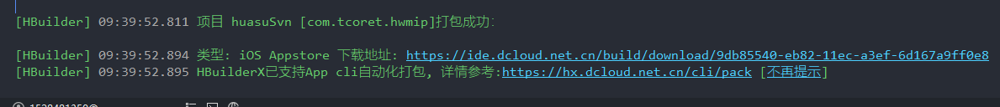 [HBuilder] 09:39:52.811 项目 huasuSvn [com.tcoret.hwmip]打包成功：
[HBuilder] 09:39:52.894 类型: iOS Appstore 下载地址: https://ide.dcloud.net.cn/build/download/9db85540-eb82-11ec-a3ef-6d167a9ff0e8
[HBuilder] 09:39:52.895 HBuilderX已支持App cli自动化打包, 详情参考:https://hx.dcloud.net.cn/cli/pack [不再提示]